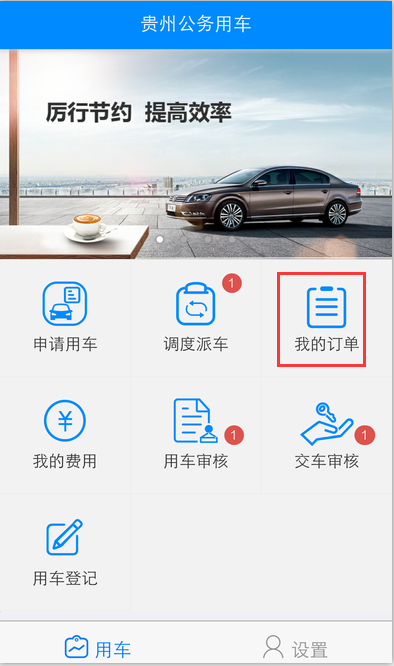 贵州公务用车
厉行节约 提高效率
1
申请用车 调度派车 我的订单
¥
1 1
我的费用 用车审核 交车审核
用车登记
用车 设置